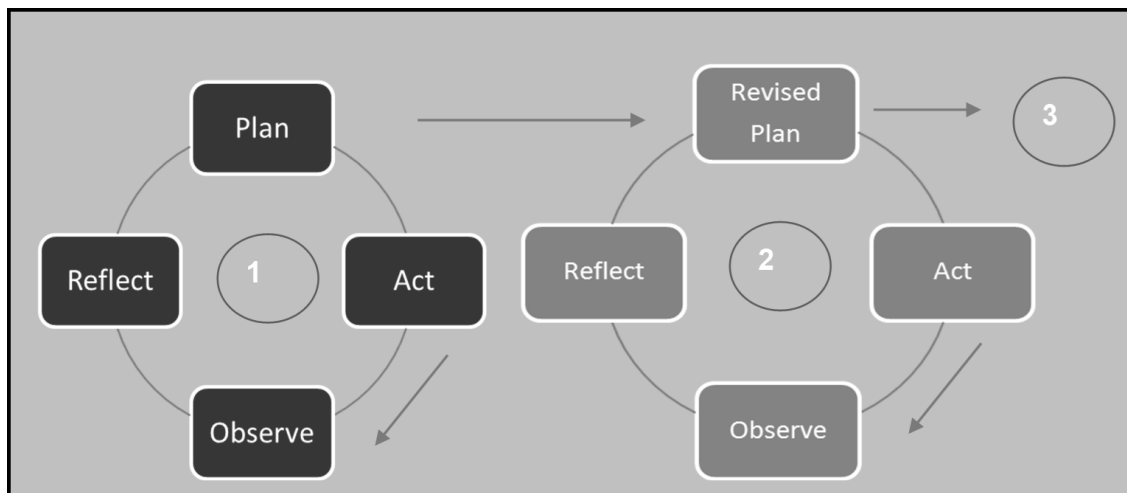 Plan
Reflect
1
Act
Observe
Revised
Plan
3
Reflect
2
Act
Observe